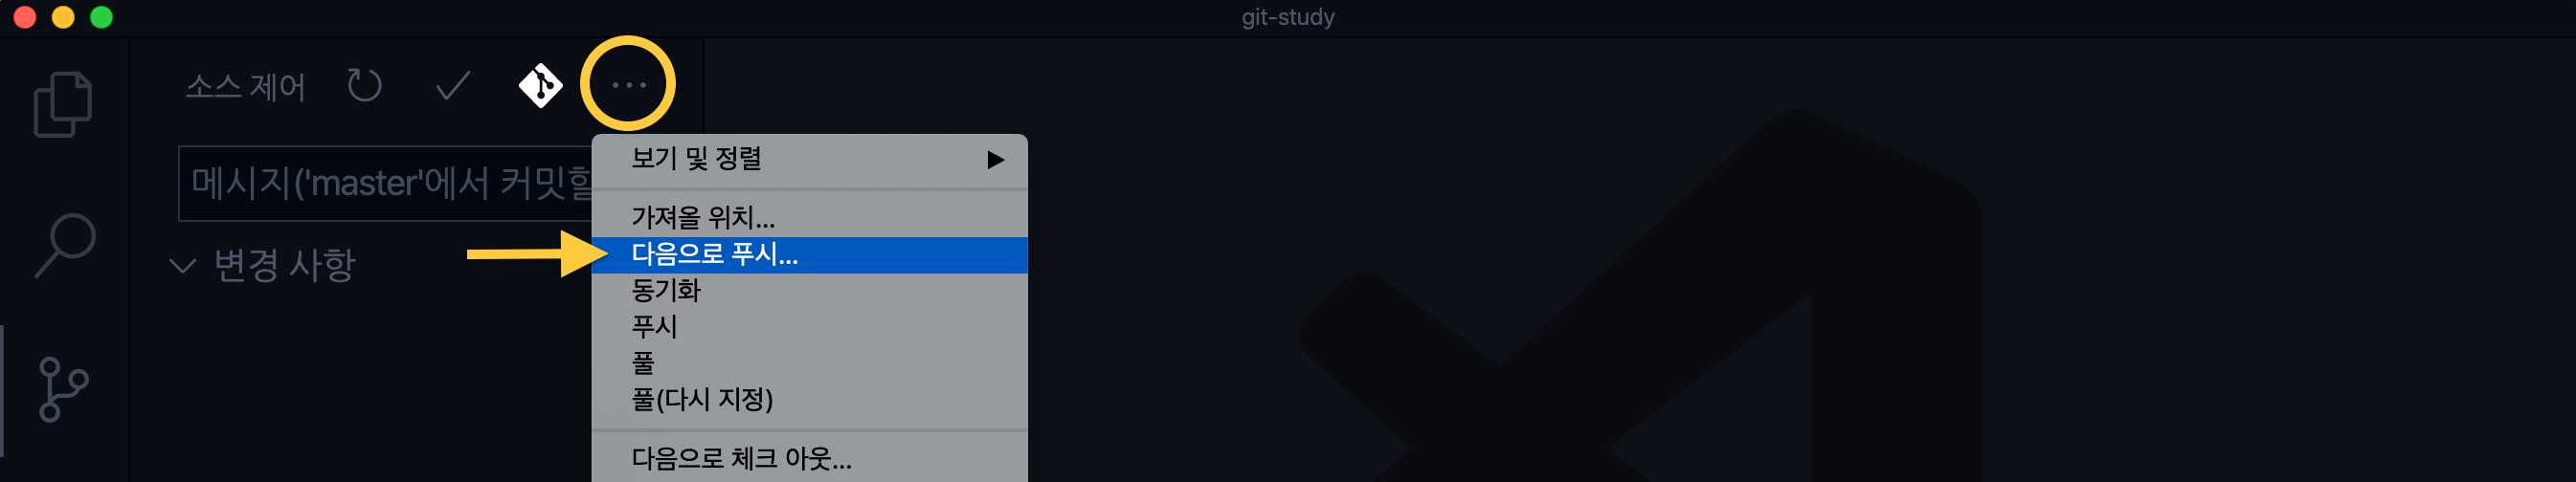 git-study
소스 제어
메시지('master'에서 커밋할
변경 사항
보기 및 정렬
가져올 위치...
다음으로 푸시...
동기화
푸시
풀
풀(다시 지정)
다음으로 체크 아웃...